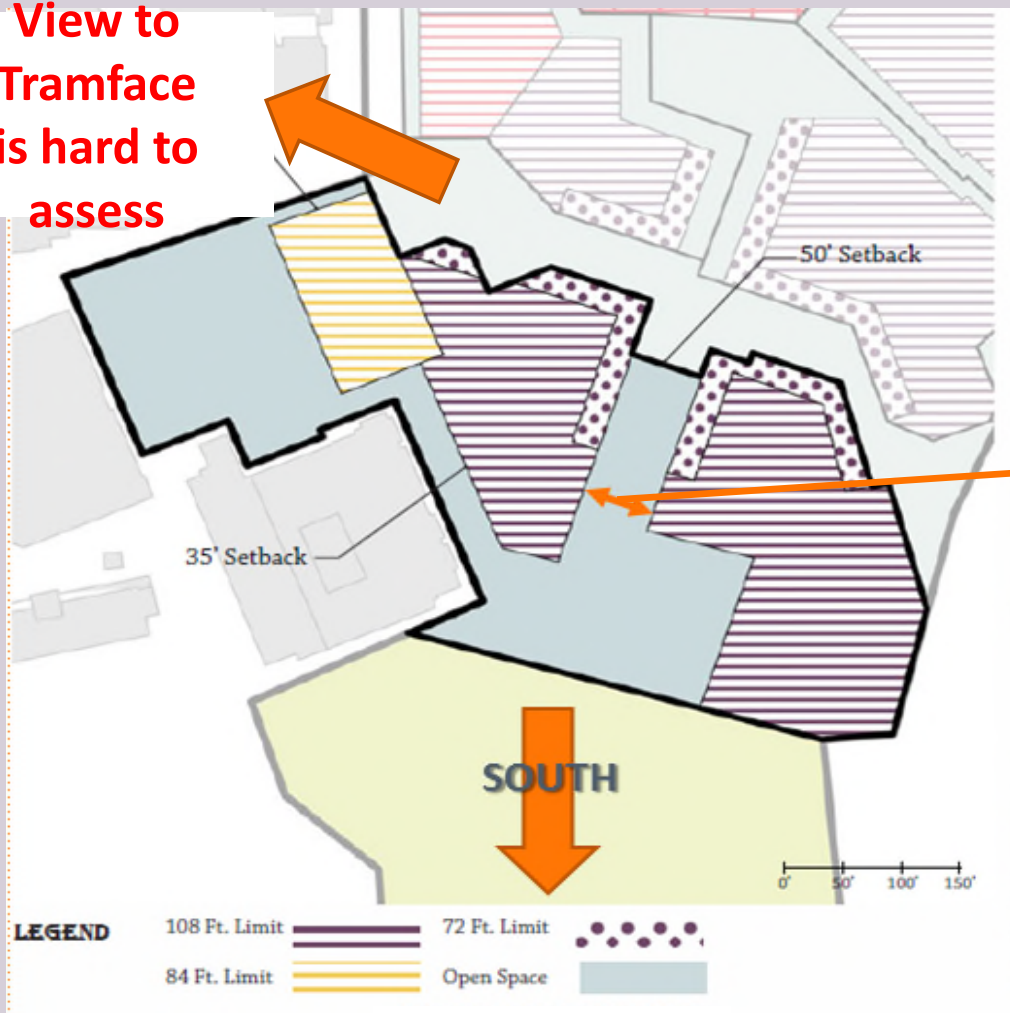 View to
Tramface
is hard to
assess
50' Setback
35' Setback
SOUTH
0' 50' 100' 150'
LEGEND
108 Ft. Limit
72 Ft. Limit
84 Ft. Limit
Open Space